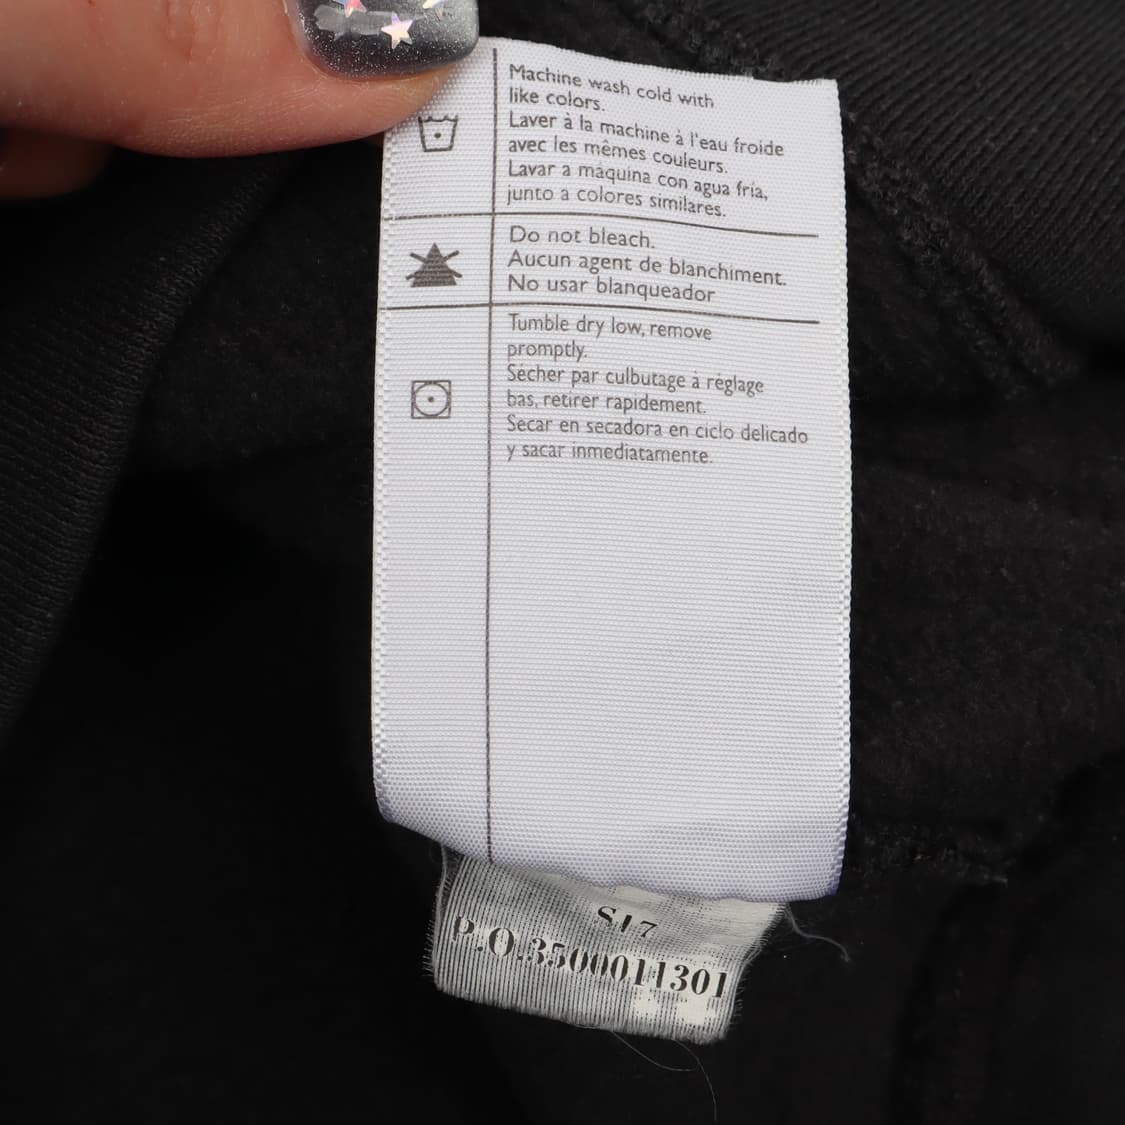 Machine wash cold with
like colors.
Laver à la machine à l'eau froide
avec les mêmes couleurs.
Lavar a máquina con agua fría,
junto a colores similares.
Do not bleach.
Aucun agent de blanchiment.
No usar blanqueador
Tumble dry low, remove
promptly.
Sécher par culbutage à réglage
bas, retirer rapidement.
Secar en secadora en ciclo delicado
y sacar inmediatamente.
S17
P.O.3500011301